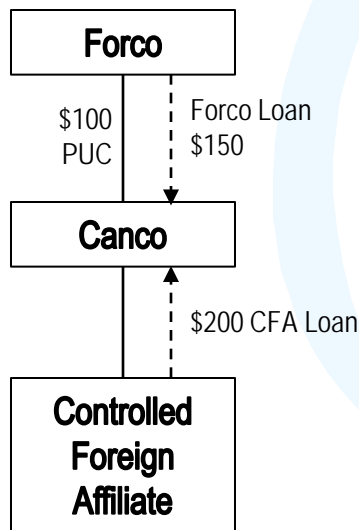 Forco
$100
PUC
Forco Loan
$150
Canco
$200 CFA Loan
Controlled
Foreign
Affiliate